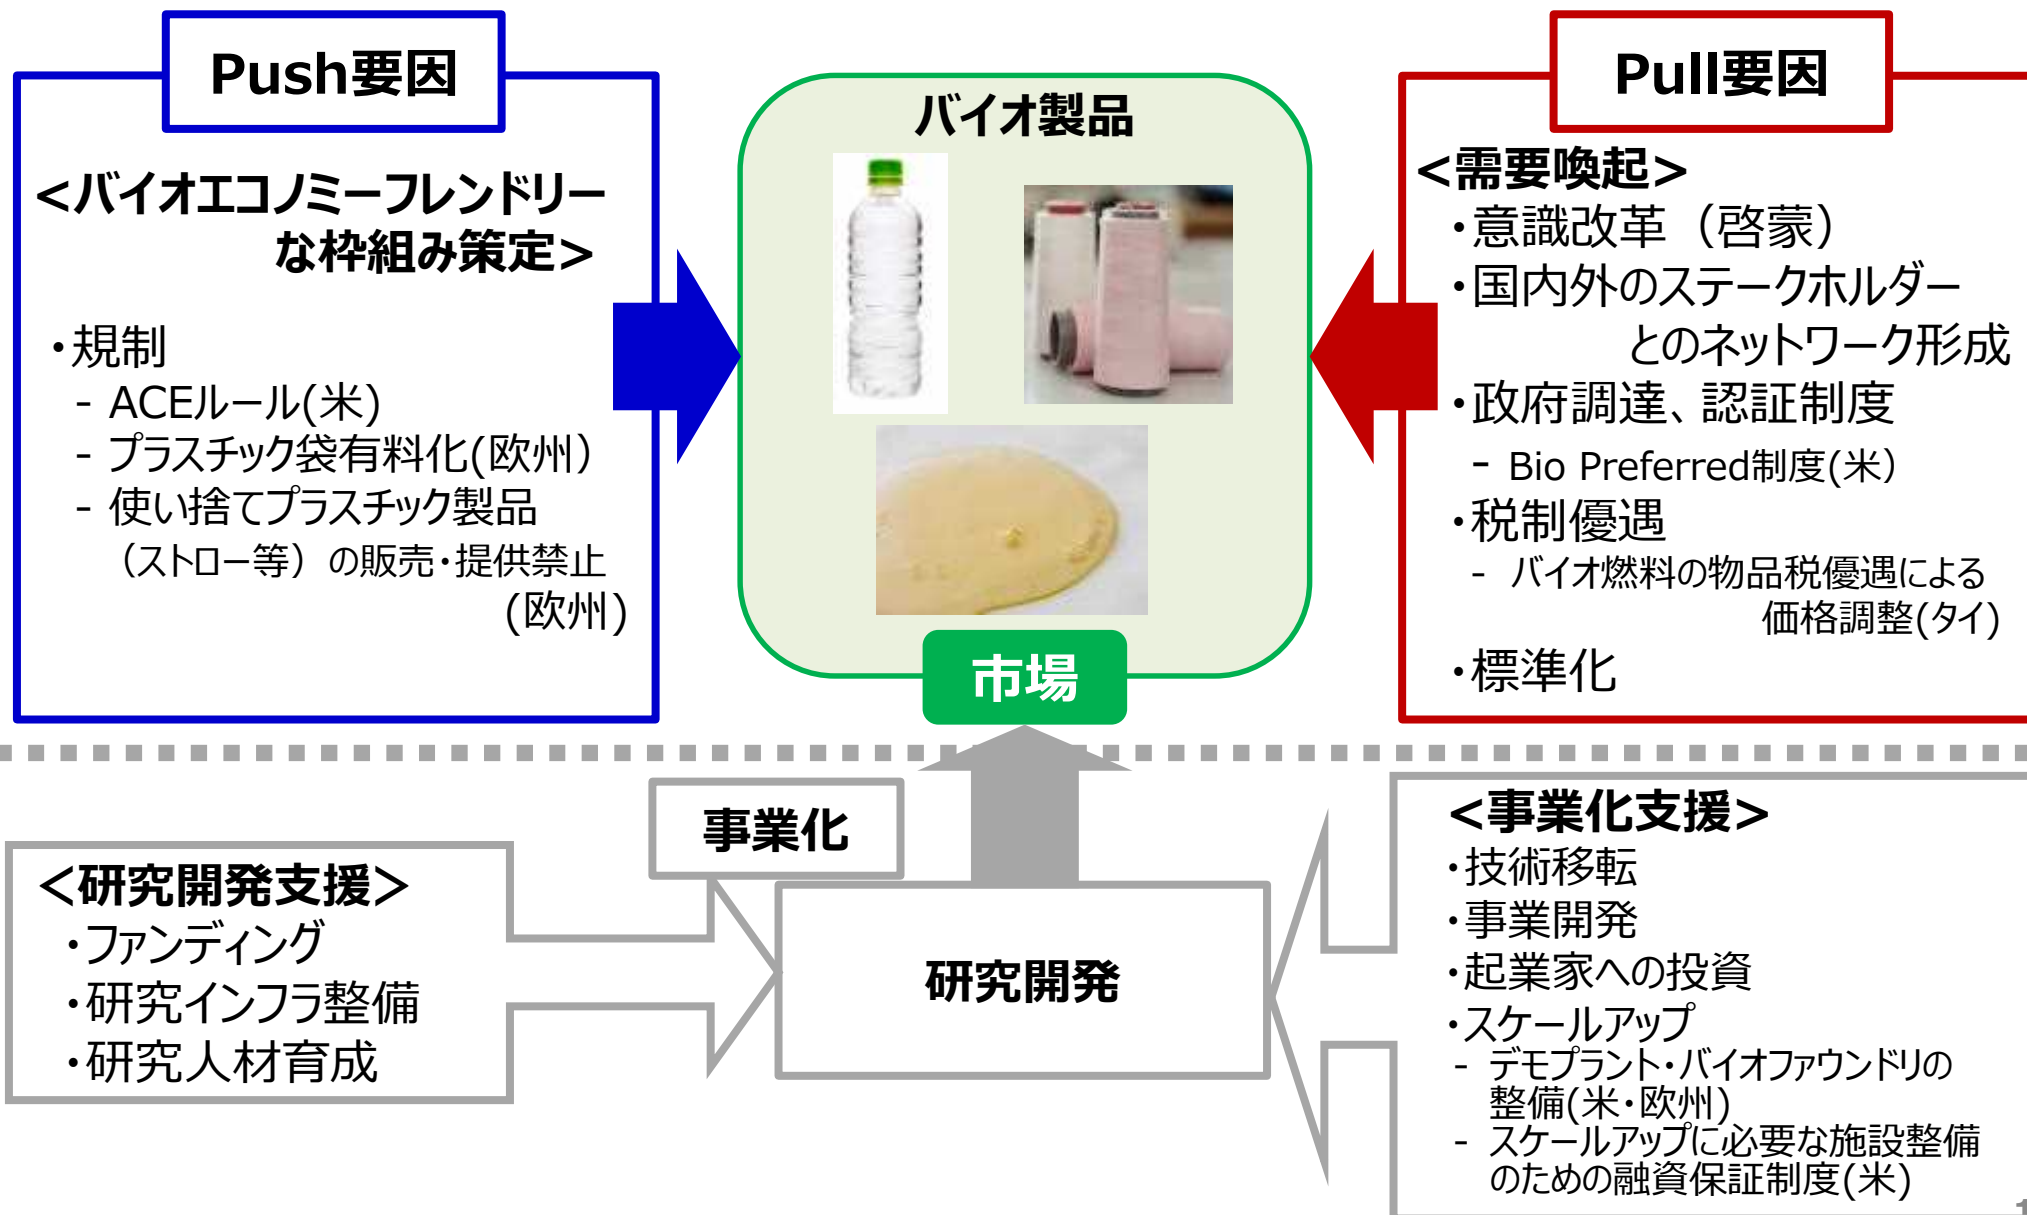 Push要因
<バイオエコノミーフレンドリー
な枠組み策定>
・規制
- ACEルール(米)
- プラスチック袋有料化(欧州）
- 使い捨てプラスチック製品
（ストロー等）の販売・提供禁止
(欧州)
バイオ製品
市場
Pull要因
<需要喚起>
・意識改革（啓蒙）
・国内外のステークホルダー
とのネットワーク形成
・政府調達、認証制度
- Bio Preferred制度(米）
・税制優遇
- バイオ燃料の物品税優遇による
価格調整(タイ)
・標準化
事業化
＜研究開発支援＞
・ファンディング
・研究インフラ整備
・研究人材育成
研究開発
<事業化支援>
・技術移転
・事業開発
・起業家への投資
・スケールアップ
- デモプラント・バイオファウンドリの
整備(米・欧州)
- スケールアップに必要な施設整備
のための融資保証制度(米)